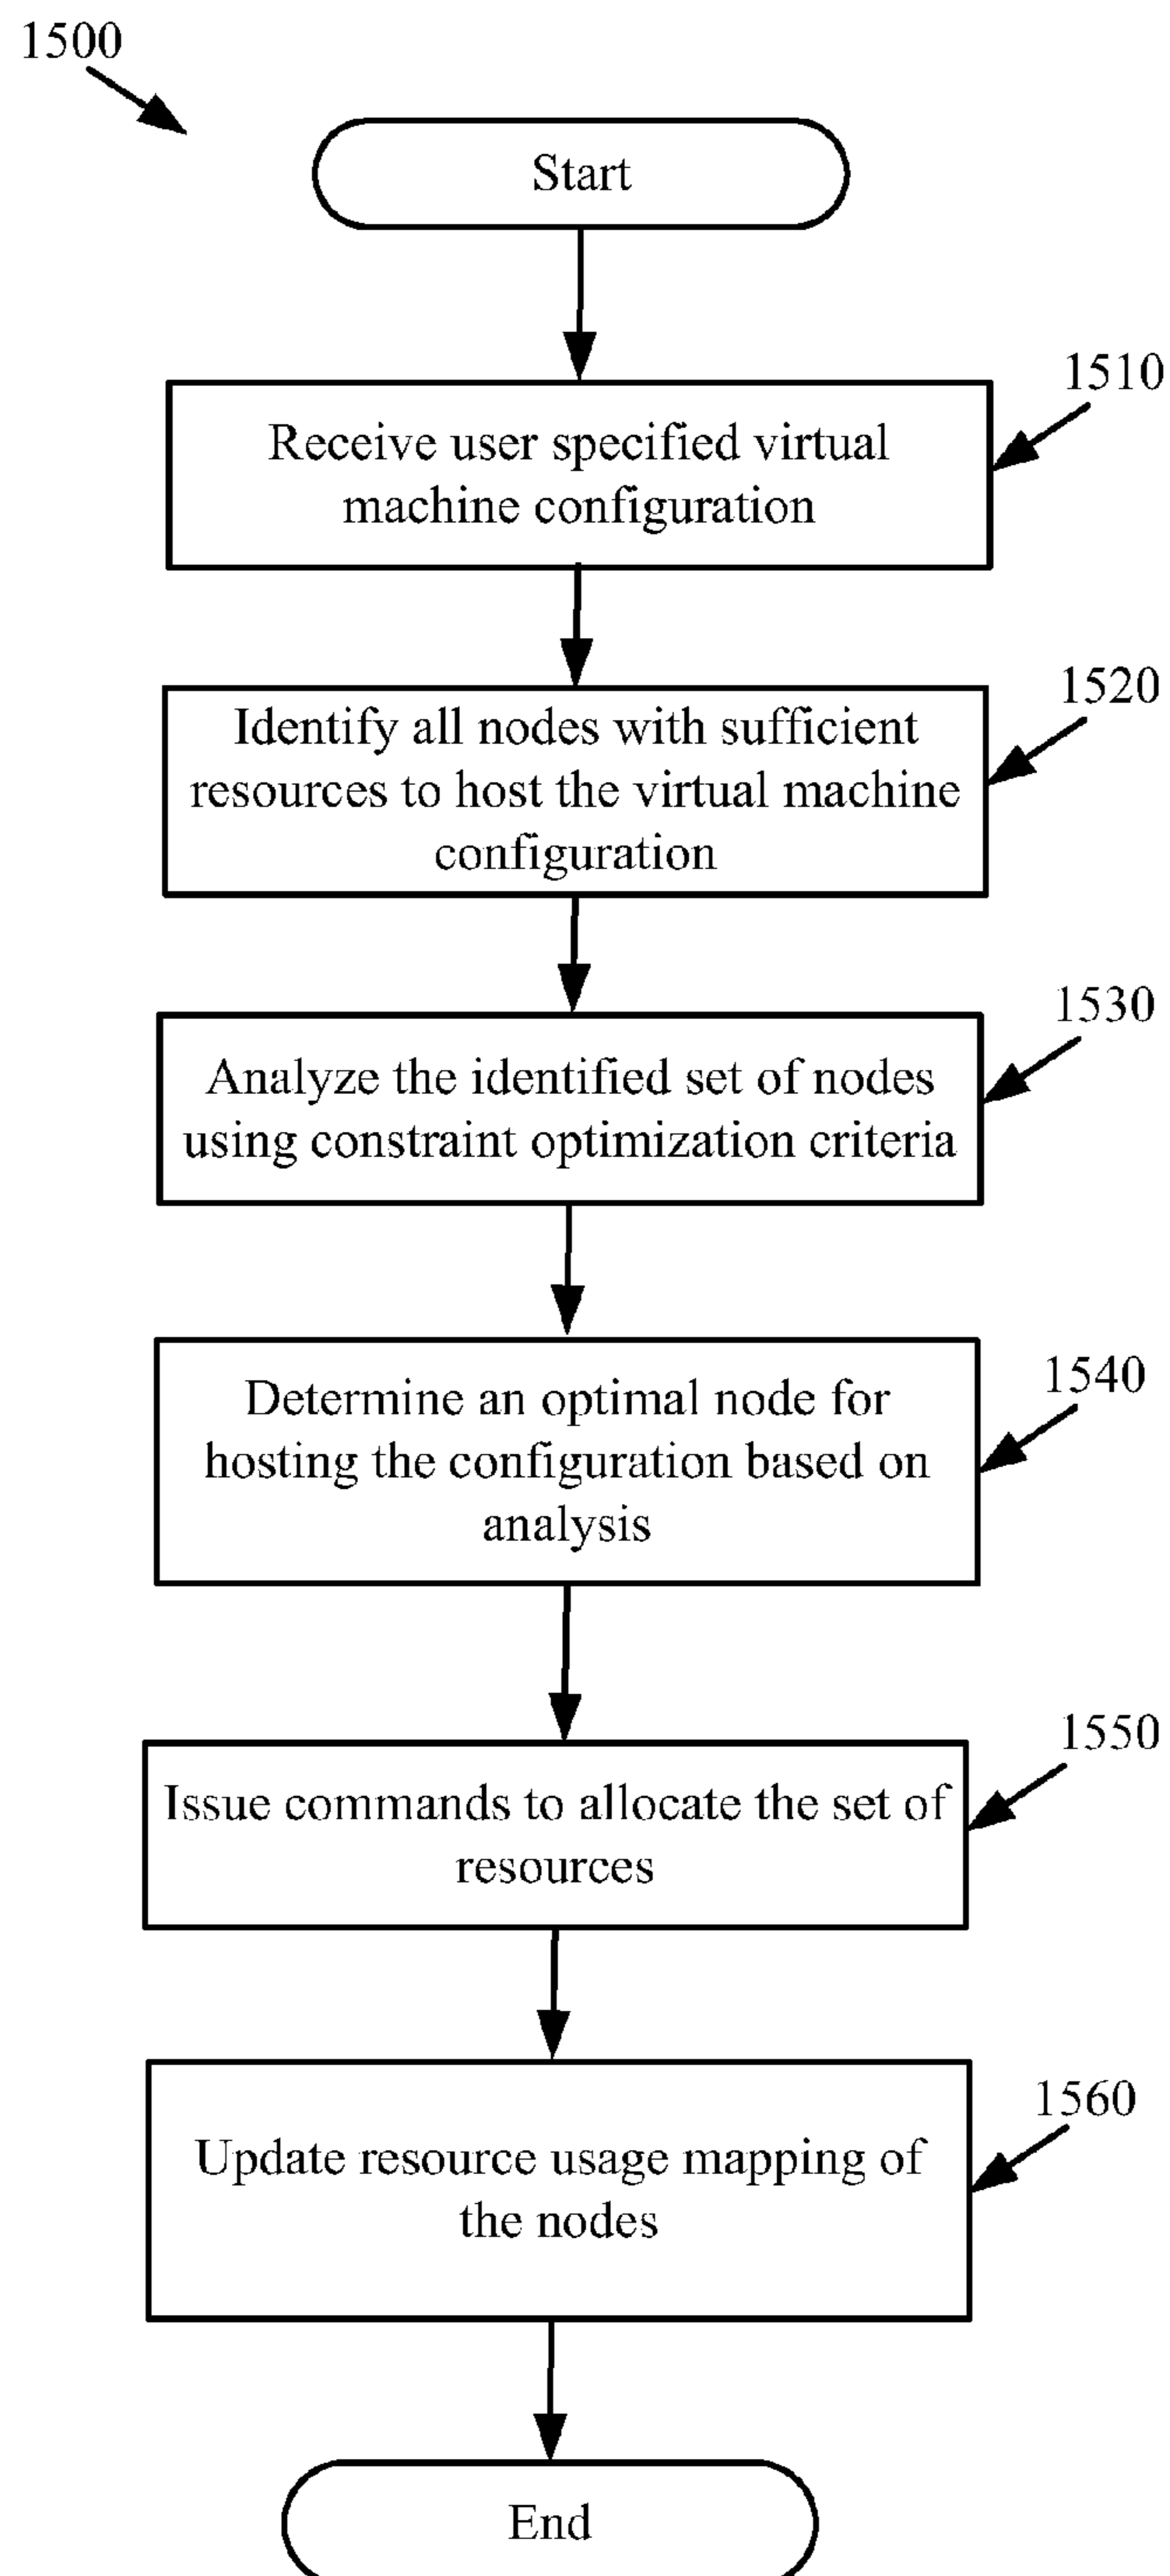 1500
Start
1510
Receive user specified virtual
machine configuration
1520
Identify all nodes with sufficient
resources to host the virtual machine
configuration
1530
Analyze the identified set of nodes
using constraint optimization criteria
1540
Determine an optimal node for
hosting the configuration based on
analysis
1550
Issue commands to allocate the set of
resources
1560
Update resource usage mapping of
the nodes
End